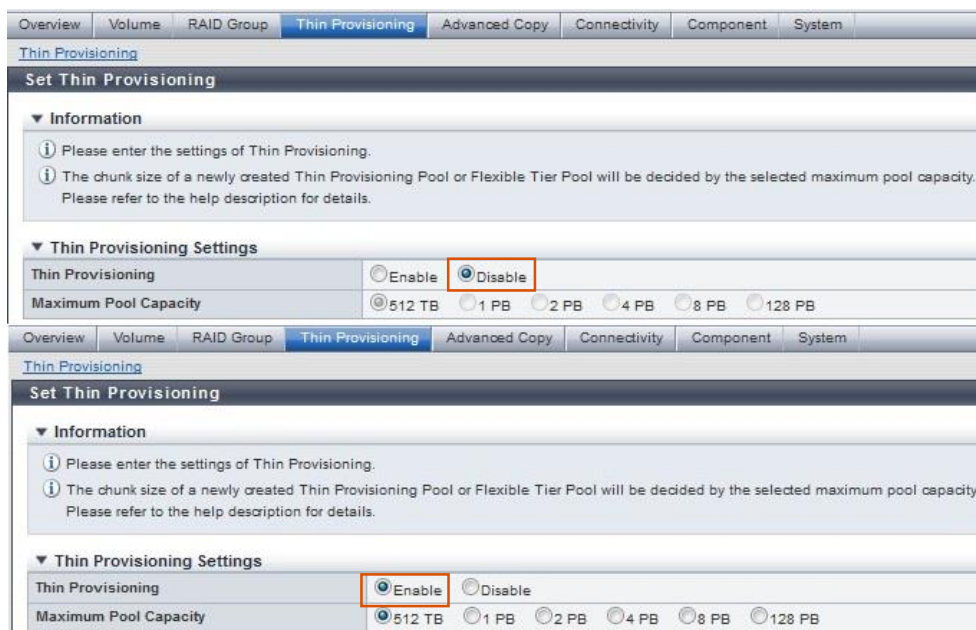 Overview Volume RAID Group Thin Provisioning Advanced Copy Connectivity Component System
Thin Provisioning
Set Thin Provisioning
▼ Information
Please enter the settings of Thin Provisioning.
The chunk size of a newly created Thin Provisioning Pool or Flexible Tier Pool will be decided by the selected maximum pool capacity.
Please refer to the help description for details.
▼ Thin Provisioning Settings
Thin Provisioning Enable Disable
Maximum Pool Capacity 512 TB 1 PB 2 PB 4 PB 8 PB 128 PB
Overview Volume RAID Group Thin Provisioning Advanced Copy Connectivity Component System
Thin Provisioning
Set Thin Provisioning
▼ Information
Please enter the settings of Thin Provisioning.
The chunk size of a newly created Thin Provisioning Pool or Flexible Tier Pool will be decided by the selected maximum pool capacity
Please refer to the help description for details.
▼ Thin Provisioning Settings
Thin Provisioning Enable Disable
Maximum Pool Capacity 512 TB 1 PB 2 PB 4 PB 8 PB 128 PB